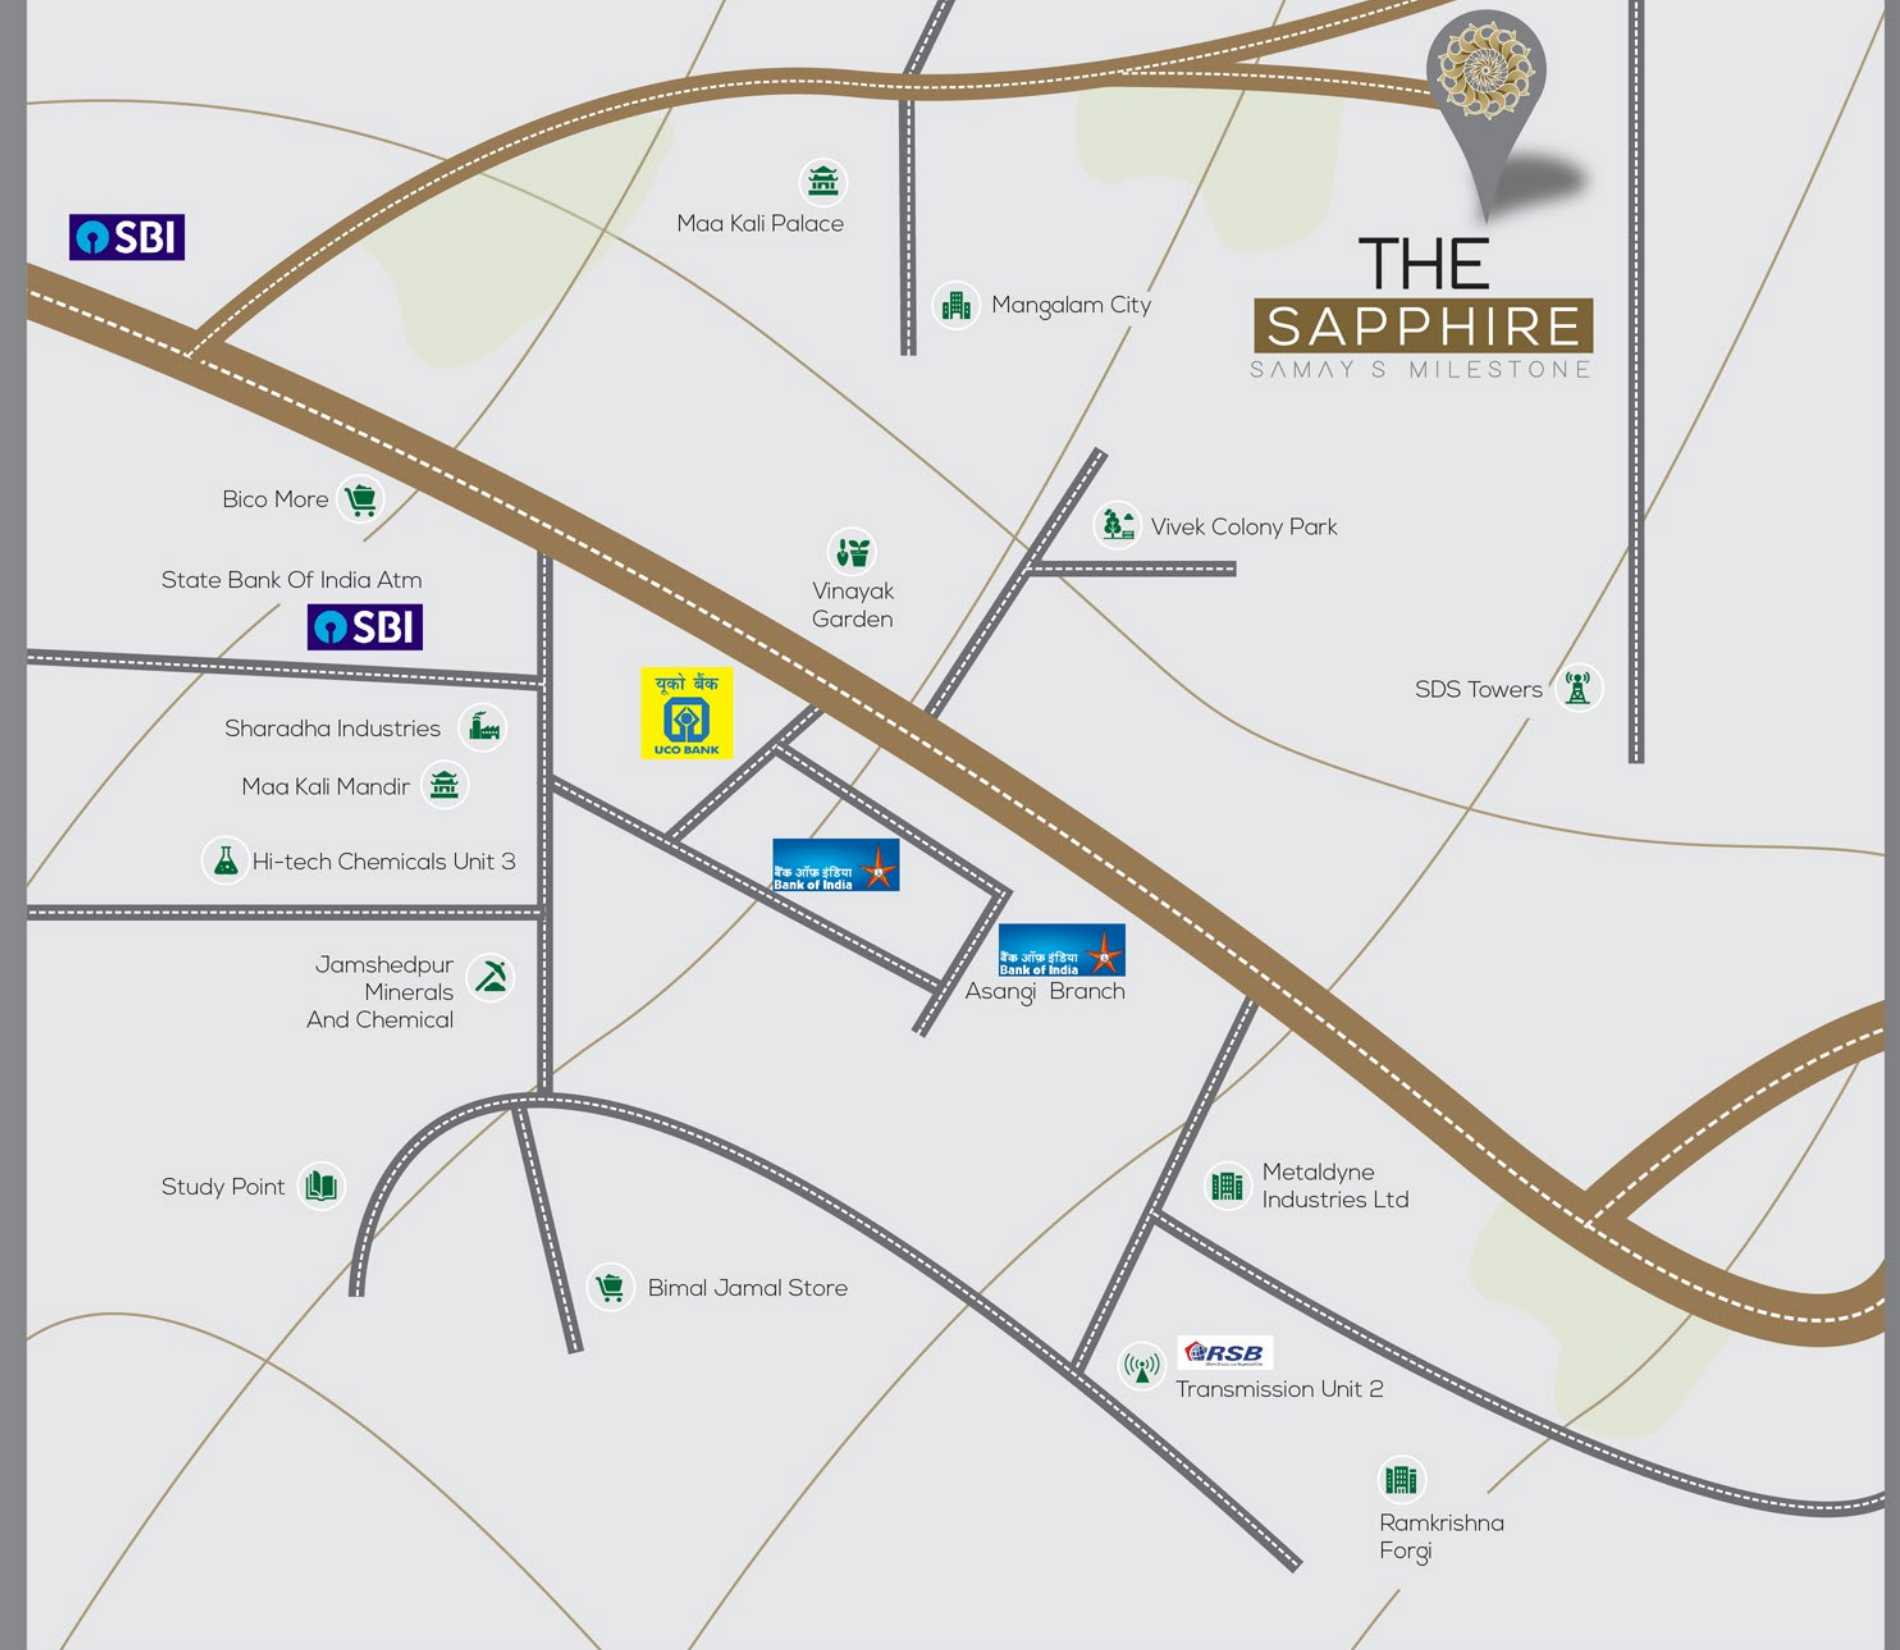 Maa Kali Palace
SBI
Mangalam City
THE
SAPPHIRE
SAMAY S MILESTONE
Bico More
Vivek Colony Park
State Bank Of India Atm
SBI
Vinayak
Garden
यूको बैंक
UCO BANK
SDS Towers
Sharadha Industries
Maa Kali Mandir
Hi-tech Chemicals Unit 3
बैंक ऑफ़ इंडिया
Bank of India
बैंक ऑफ़ इंडिया
Bank of India
Asangi Branch
Jamshedpur
Minerals
And Chemical
Study Point
Metaldyne
Industries Ltd
Bimal Jamal Store
RSB
Transmission Unit 2
Ramkrishna
Forgi